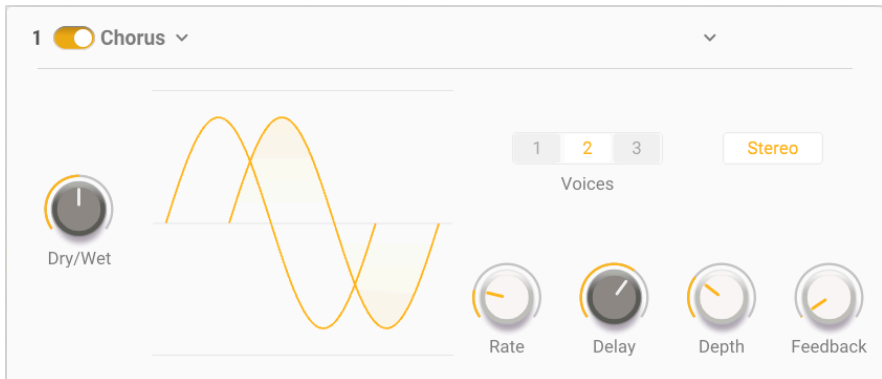 1 Chorus
1 2 3 Stereo
Voices
Dry/Wet
Rate Delay Depth Feedback